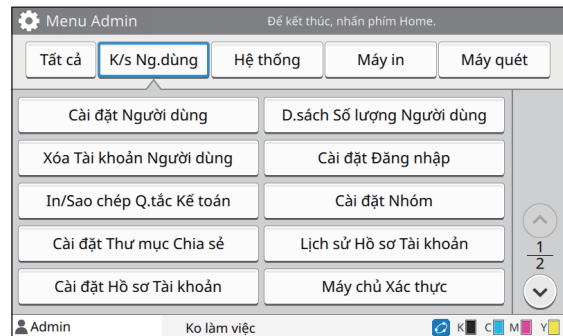 Menu Admin
Để kết thúc, nhấn phím Home.
Tất cả K/s Ng.dùng Hệ thống Máy in Máy quét
Cài đặt Người dùng D.sách Số lượng Người dùng
Xóa Tài khoản Người dùng Cài đặt Đăng nhập
In/Sao chép Q.tắc Kế toán Cài đặt Nhóm
Cài đặt Thư mục Chia sẻ Lịch sử Hồ sơ Tài khoản
1
2
Cài đặt Hồ sơ Tài khoản Máy chủ Xác thực
Admin Ko làm việc K C M Y